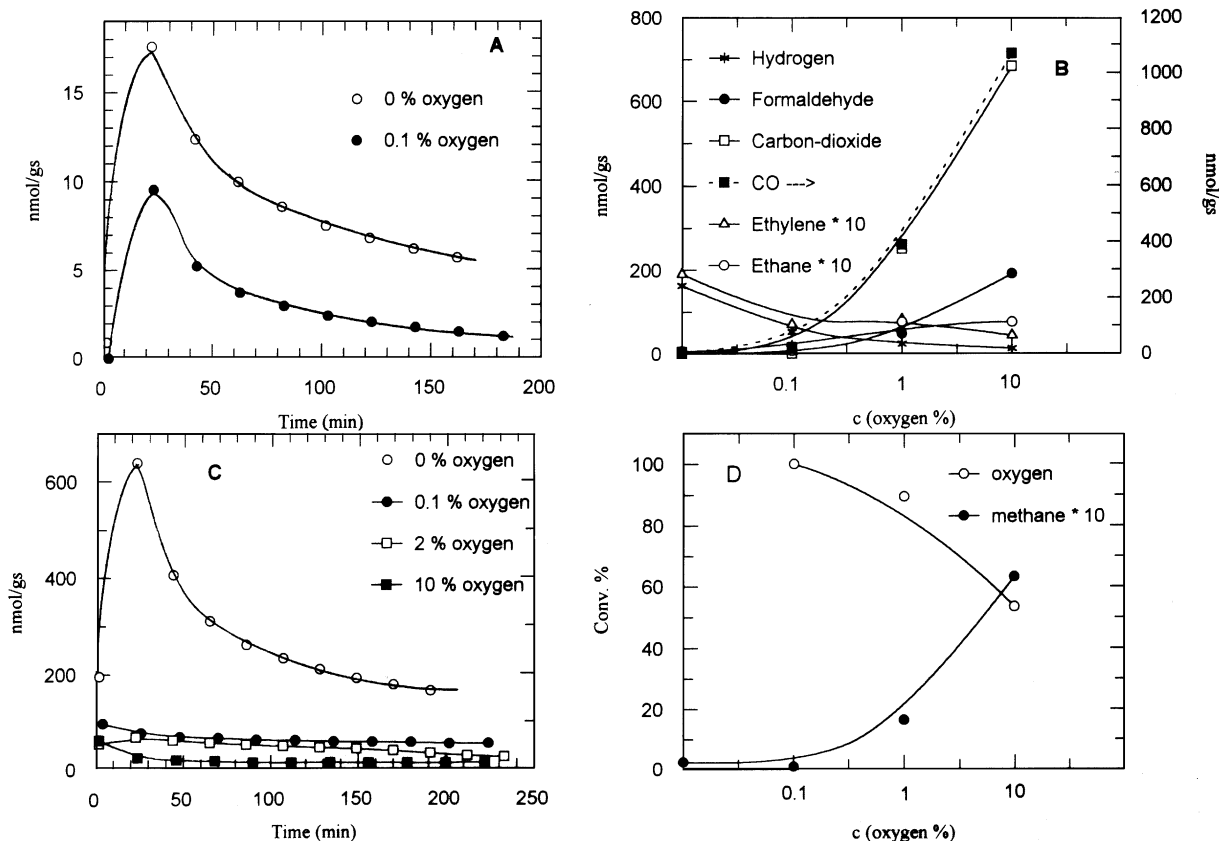 A
nmol/gs
15
10
5
0
0 % oxygen
0.1 % oxygen
0 50 100 150 200
Time (min)
B
nmol/gs
800
700
600
500
400
200
0
Hydrogen
Formaldehyde
Carbon-dioxide
CO --->
Ethylene * 10
Ethane * 10
1200
1000
800
600
400
200
0
nmol/gs
0.1 1 10
c (oxygen %)
C
nmol/gs
600
400
200
0
0 % oxygen
0.1 % oxygen
2 % oxygen
10 % oxygen
0 50 100 150 200 250
Time (min)
D
Conv. %
100
80
60
40
20
0
oxygen
methane * 10
0.1 1 10
c (oxygen %)